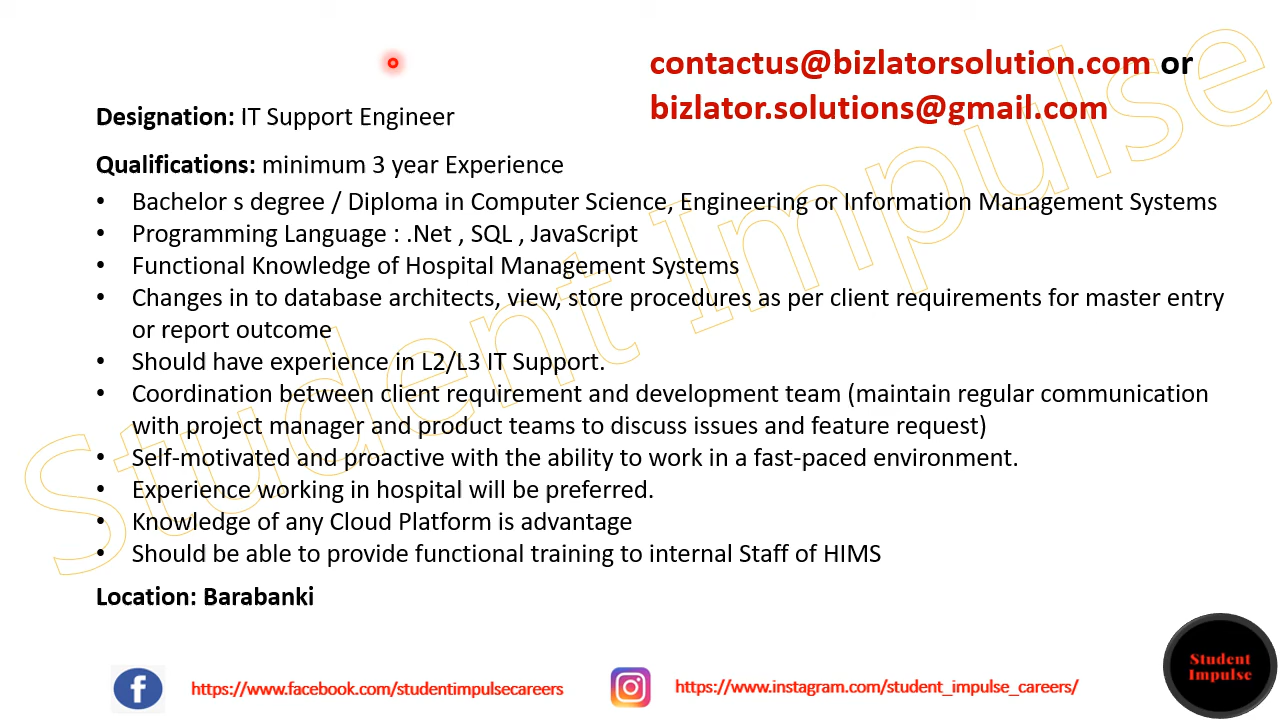 contactus@bizlatorsolution.com or
bizlator.solutions@gmail.com
Designation: IT Support Engineer
Qualifications: minimum 3 year Experience
• Bachelor s degree / Diploma in Computer Science, Engineering or Information Management Systems
• Programming Language : .Net , SQL , JavaScript
• Functional Knowledge of Hospital Management Systems
• Changes in to database architects, view, store procedures as per client requirements for master entry
or report outcome
• Should have experience in L2/L3 IT Support.
• Coordination between client requirement and development team (maintain regular communication
with project manager and product teams to discuss issues and feature request)
• Self-motivated and proactive with the ability to work in a fast-paced environment.
• Experience working in hospital will be preferred.
• Knowledge of any Cloud Platform is advantage
• Should be able to provide functional training to internal Staff of HIMS
Location: Barabanki
Student Impulse
https://www.facebook.com/studentimpulsecareers
https://www.instagram.com/student_impulse_careers/
Student
Impulse